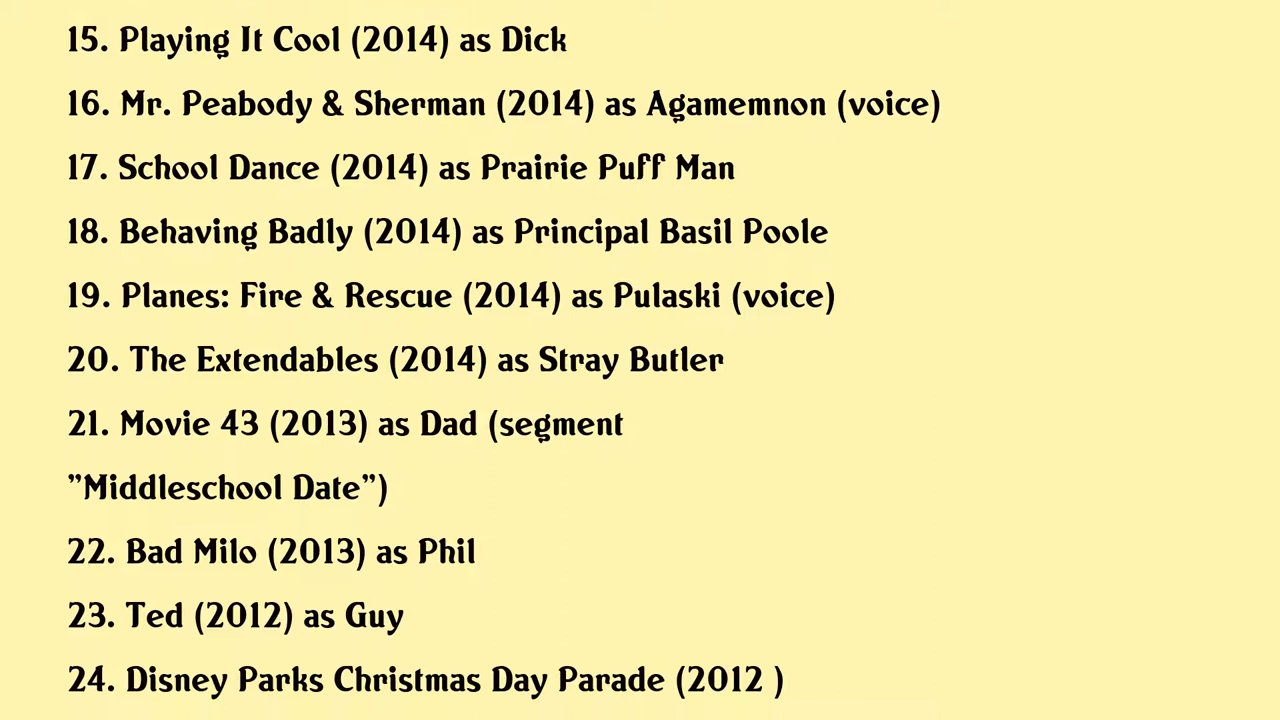 15. Playing It Cool (2014) as Dick
16. Mr. Peabody & Sherman (2014) as Agamemnon (voice)
17. School Dance (2014) as Prairie Puff Man
18. Behaving Badly (2014) as Principal Basil Poole
19. Planes: Fire & Rescue (2014) as Pulaski (voice)
20. The Extendables (2014) as Stray Butler
21. Movie 43 (2013) as Dad (segment
”Middleschool Date”)
22. Bad Milo (2013) as Phil
23. Ted (2012) as Guy
24. Disney Parks Christmas Day Parade (2012 )